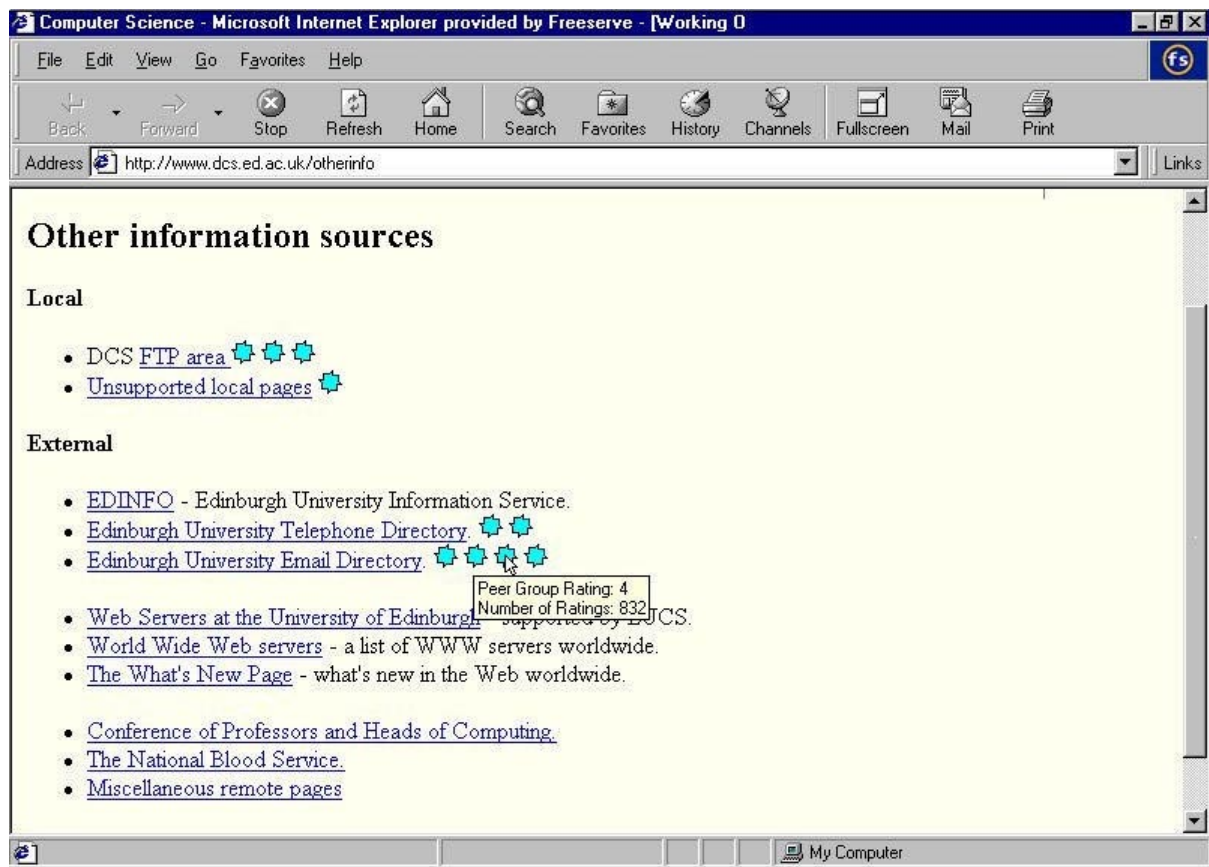 Computer Science - Microsoft Internet Explorer provided by Freeserve - [Working O
File Edit View Go Favorites Help
fs
Back Forward Stop Refresh Home Search Favorites History Channels Fullscreen Mail Print
Address http://www.dcs.ed.ac.uk/otherinfo Links
Other information sources
Local
DCS FTP area
Unsupported local pages
External
EDINFO - Edinburgh University Information Service.
Edinburgh University Telephone Directory.
Edinburgh University Email Directory.
Peer Group Rating: 4
Number of Ratings: 832
Web Servers at the University of Edinburgh - supported by EUCS.
World Wide Web servers - a list of WWW servers worldwide.
The What's New Page - what's new in the Web worldwide.
Conference of Professors and Heads of Computing.
The National Blood Service.
Miscellaneous remote pages
My Computer